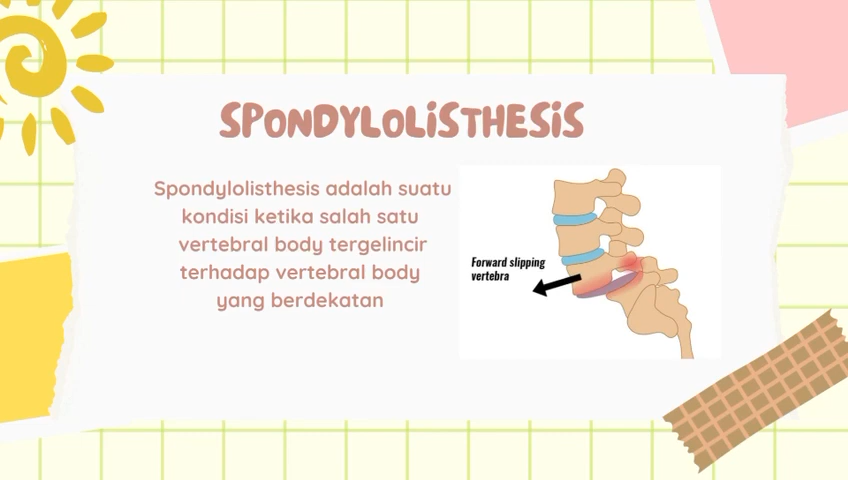 SPONDYLOLISTHESIS
Spondylolisthesis adalah suatu
kondisi ketika salah satu
vertebral body tergelincir
terhadap vertebral body
yang berdekatan
Forward slipping
vertebra